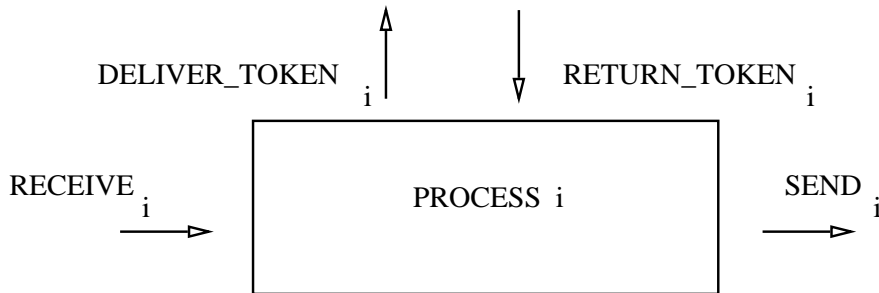 DELIVER_TOKEN i
RETURN_TOKEN i
RECEIVE i
PROCESS i
SEND i